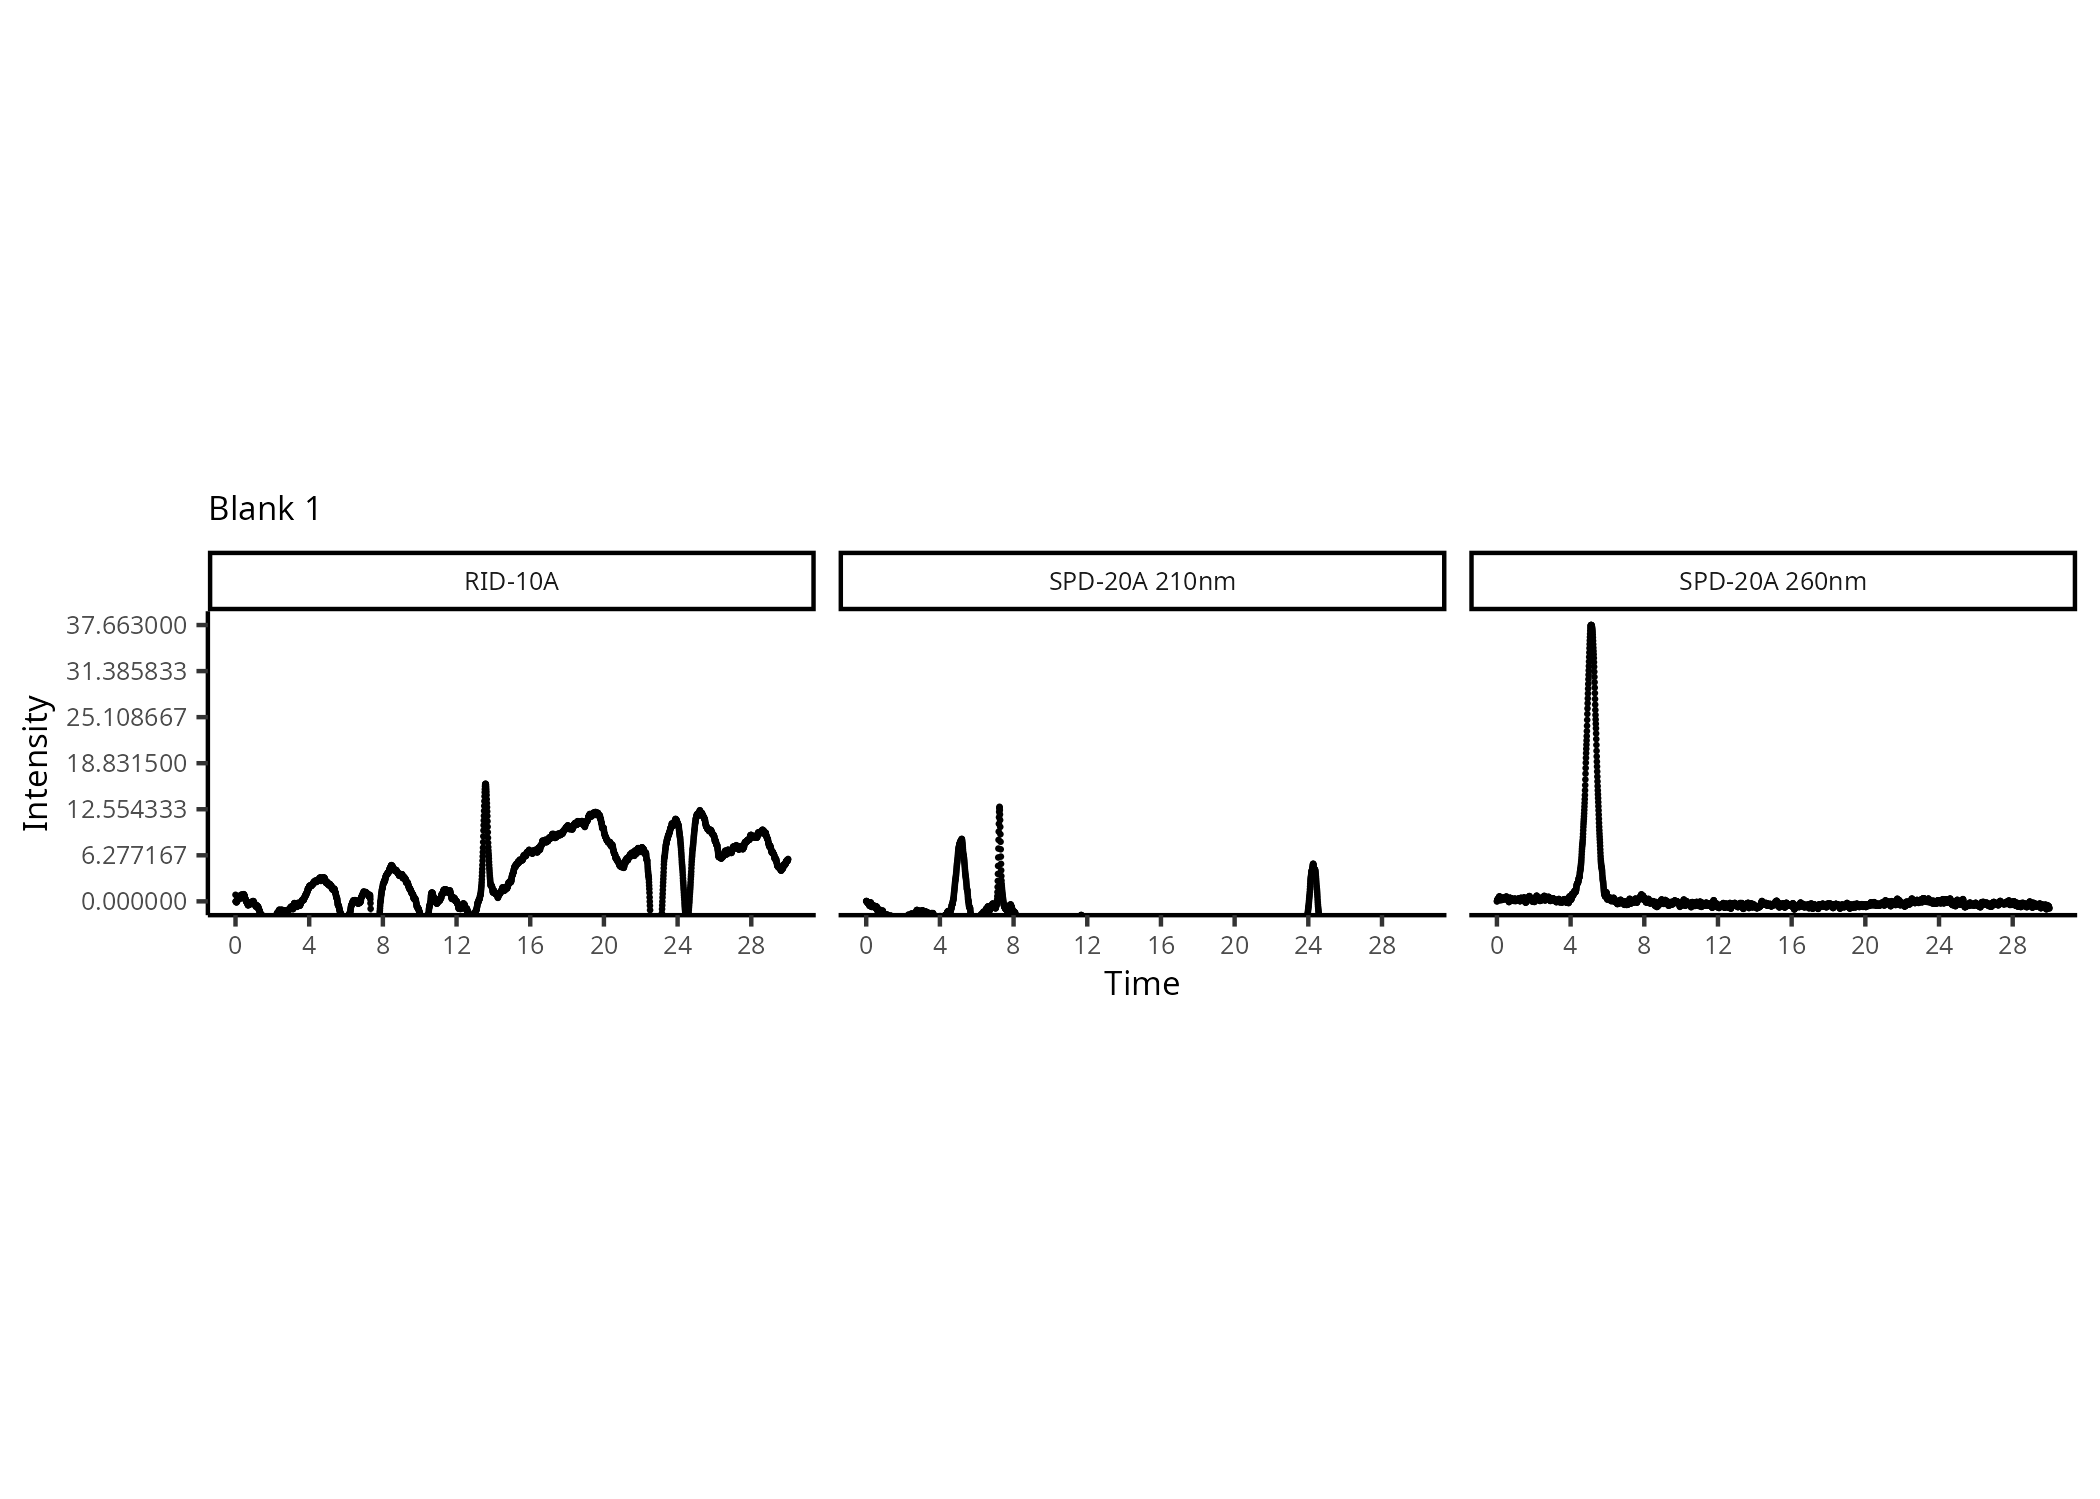 Blank 1
RID-10A SPD-20A 210nm SPD-20A 260nm
37.663000
31.385833
25.108667
18.831500
12.554333
6.277167
0.000000
Intensity
0 4 8 12 16 20 24 28 0 4 8 12 16 20 24 28 0 4 8 12 16 20 24 28
Time